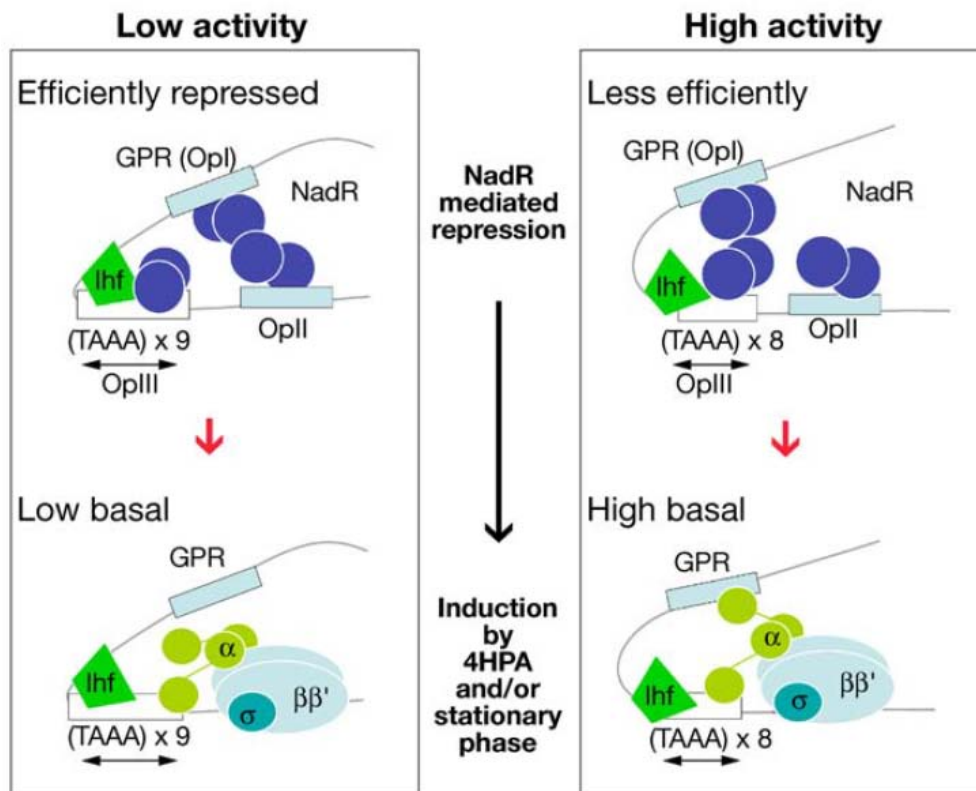 Low activity
Efficiently repressed
GPR (OpI)
NadR
Ihf
OpII
(TAAA) x 9
OpIII
Low basal
GPR
α
Ihf
ββ'
σ
(TAAA) x 9
NadR
mediated
repression
Induction
by
4HPA
and/or
stationary
phase
High activity
Less efficiently
GPR (OpI)
NadR
Ihf
OpII
(TAAA) x 8
OpIII
High basal
GPR
α
Ihf
ββ'
σ
(TAAA) x 8